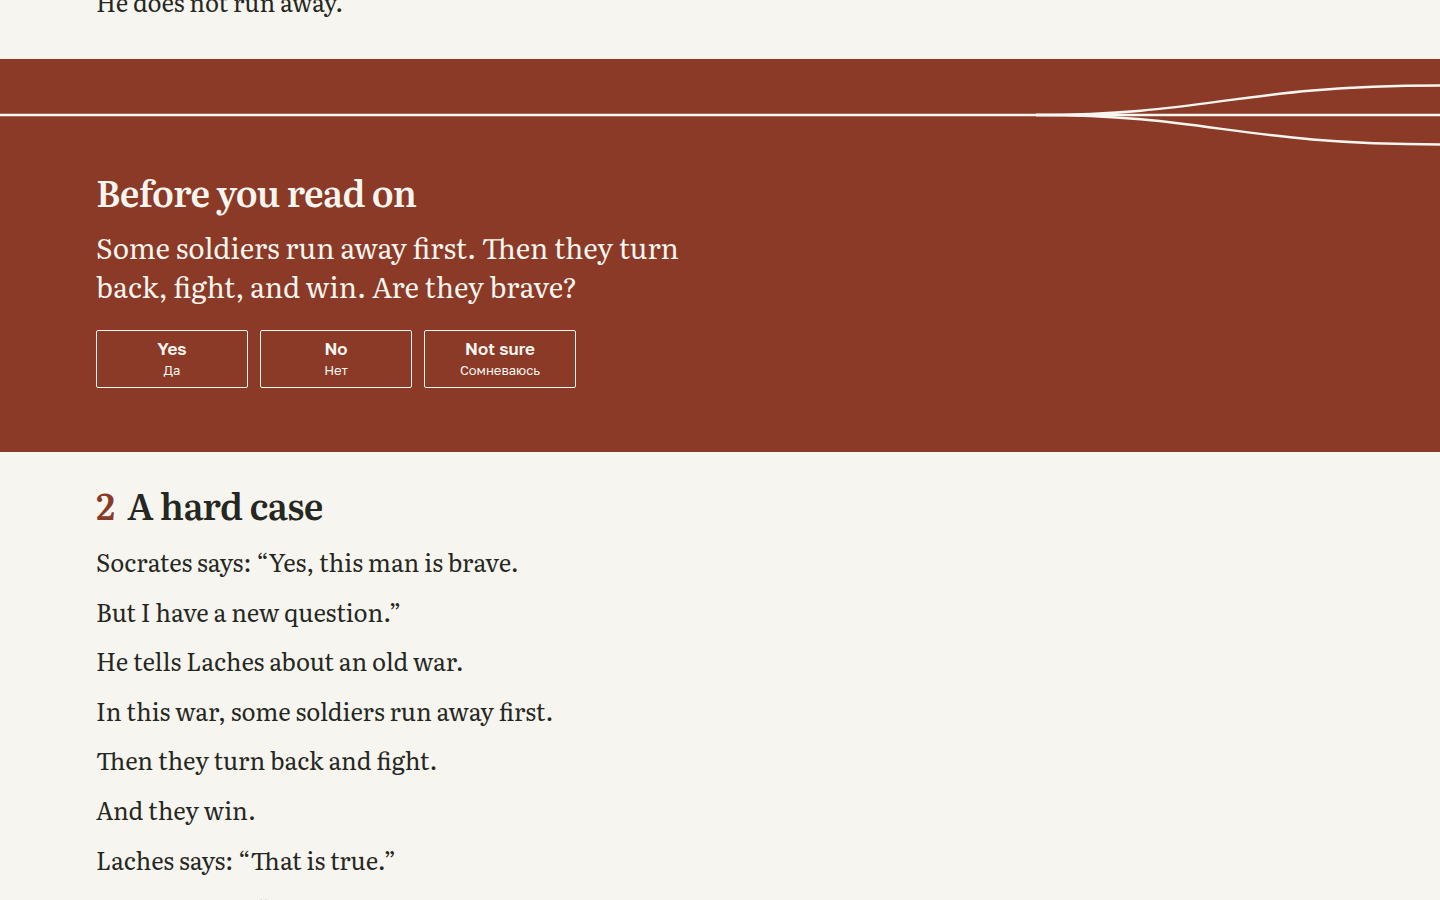 He does not run away.
Before you read on
Some soldiers run away first. Then they turn
back, fight, and win. Are they brave?
Yes
Да
No
Нет
Not sure
Сомневаюсь
2 A hard case
Socrates says: “Yes, this man is brave.
But I have a new question.”
He tells Laches about an old war.
In this war, some soldiers run away first.
Then they turn back and fight.
And they win.
Laches says: “That is true.”